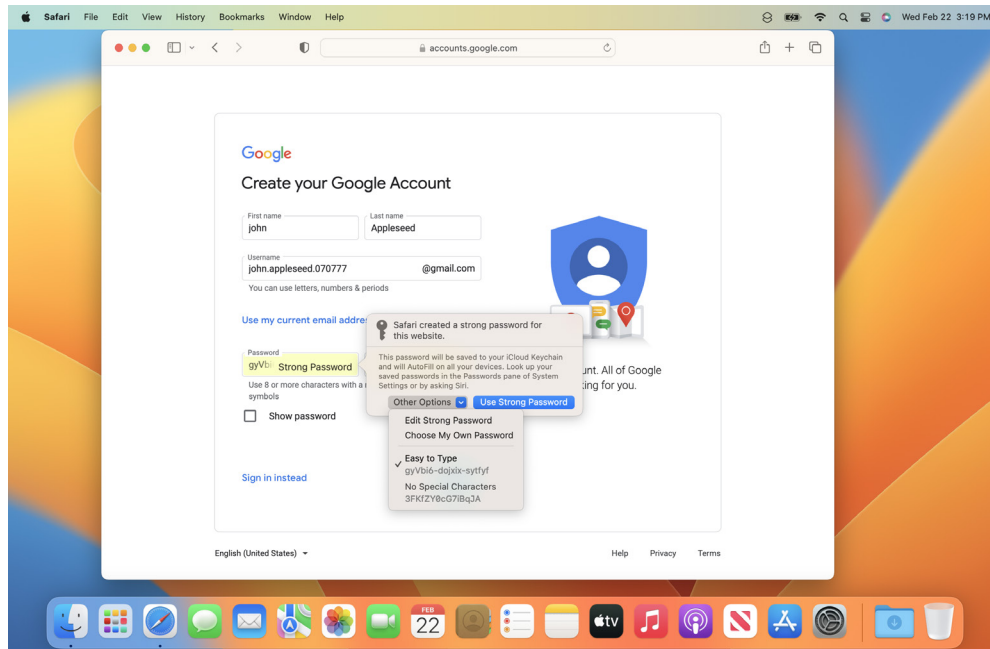 Safari File Edit View History Bookmarks Window Help
Wed Feb 22 3:19 PM
accounts.google.com
Google
Create your Google Account
First name
john
Last name
Appleseed
Username
john.appleseed.070777
@gmail.com
You can use letters, numbers & periods
Use my current email addre
Safari created a strong password for
this website.
This password will be saved to your iCloud Keychain
and will AutoFill on all your devices. Look up your
saved passwords in the Passwords pane of System
Settings or by asking Siri.
Other Options
Use Strong Password
Edit Strong Password
Choose My Own Password
Easy to Type
gyVbi6-dojxix-sytfyf
No Special Characters
3FKfZY0cG7iBqJA
Password
gyVbi Strong Password
Use 8 or more characters with a
symbols
Show password
unt. All of Google
ing for you.
Sign in instead
English (United States)
Help Privacy Terms
FEB
22
tv